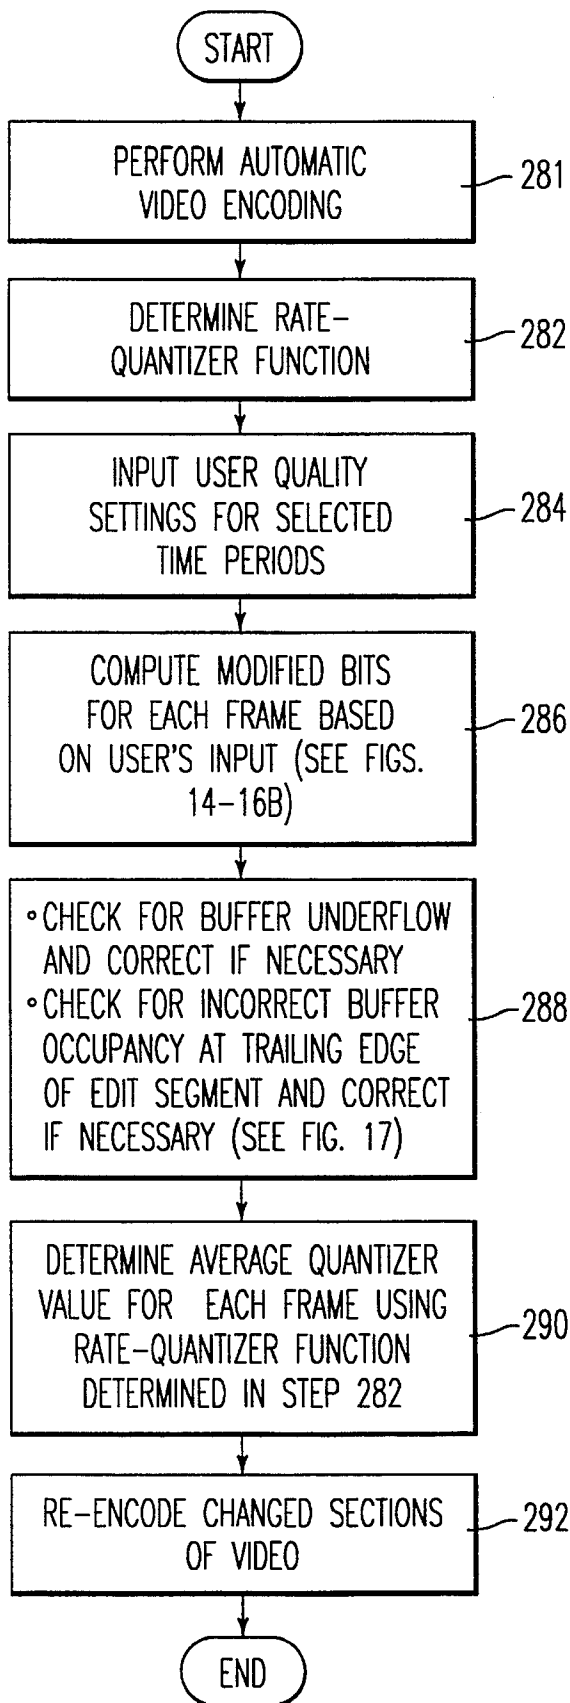 START
PERFORM AUTOMATIC
VIDEO ENCODING
281
DETERMINE RATE-
QUANTIZER FUNCTION
282
INPUT USER QUALITY
SETTINGS FOR SELECTED
TIME PERIODS
284
COMPUTE MODIFIED BITS
FOR EACH FRAME BASED
ON USER'S INPUT (SEE FIGS.
14-16B)
286
∘CHECK FOR BUFFER UNDERFLOW
AND CORRECT IF NECESSARY
∘CHECK FOR INCORRECT BUFFER
OCCUPANCY AT TRAILING EDGE
OF EDIT SEGMENT AND CORRECT
IF NECESSARY (SEE FIG. 17)
288
DETERMINE AVERAGE QUANTIZER
VALUE FOR EACH FRAME USING
RATE-QUANTIZER FUNCTION
DETERMINED IN STEP 282
290
RE-ENCODE CHANGED SECTIONS
OF VIDEO
292
END